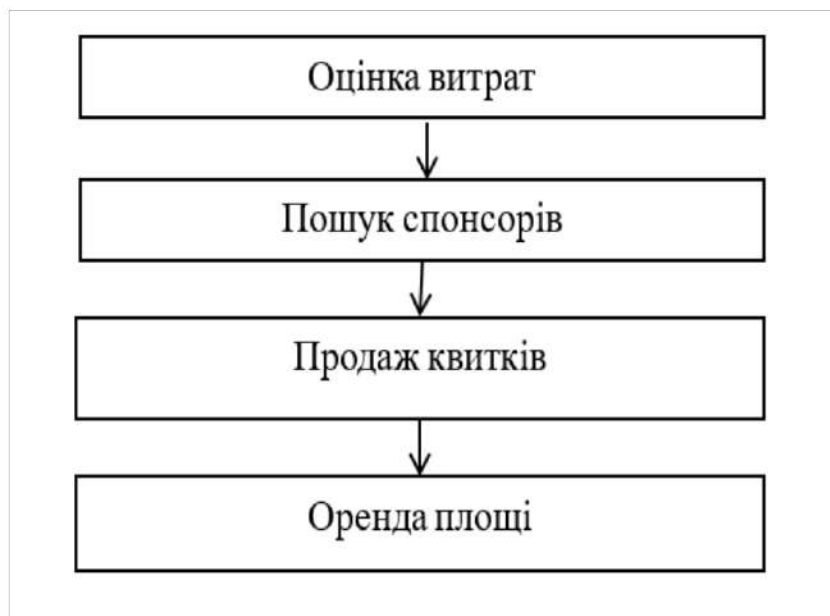 Оцінка витрат
Пошук спонсорів
Продаж квитків
Оренда площі